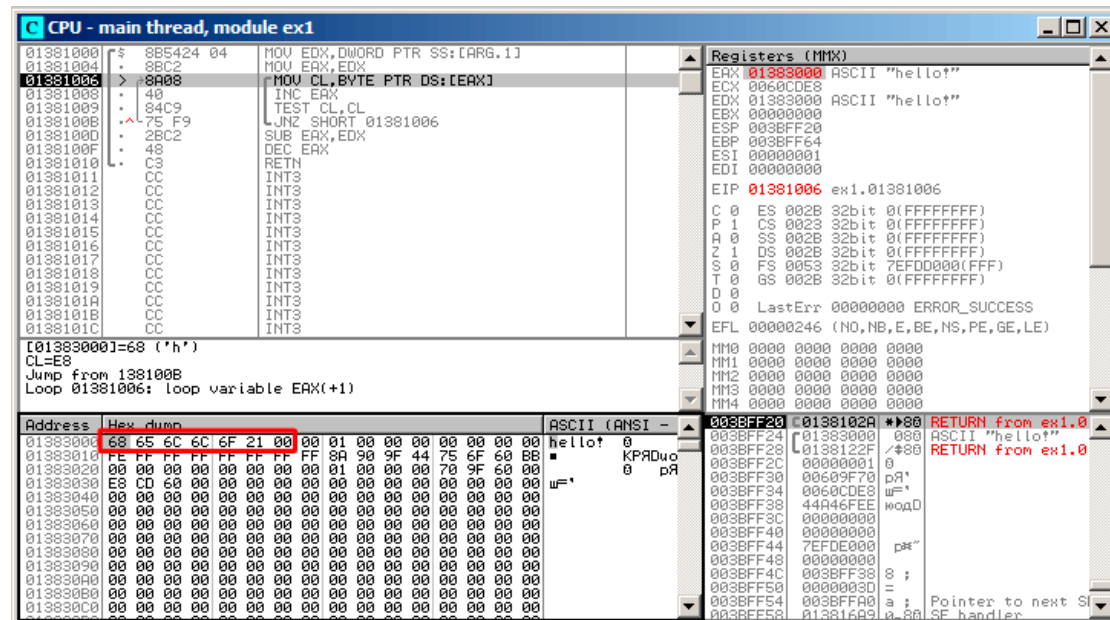 CPU - main thread, module ex1
01381000 $ 8B5424 04 MOV EDX,DWORD PTR SS:[ARG.1]
01381004 . 8BC2 MOV EAX,EDX
01381006 > 8A08 MOV CL,BYTE PTR DS:[EAX]
01381008 . 40 INC EAX
01381009 . 84C9 TEST CL,CL
0138100B .^ 75 F9 JNZ SHORT 01381006
0138100D . 2BC2 SUB EAX,EDX
0138100F . 48 DEC EAX
01381010 . C3 RETN
01381011 CC INT3
01381012 CC INT3
01381013 CC INT3
01381014 CC INT3
01381015 CC INT3
01381016 CC INT3
01381017 CC INT3
01381018 CC INT3
01381019 CC INT3
0138101A CC INT3
0138101B CC INT3
0138101C CC INT3
Registers (MMX)
EAX 01383000 ASCII "hello!"
ECX 0060CDE8
EDX 01383000 ASCII "hello!"
EBX 00000000
ESP 003BFF20
EBP 003BFF64
ESI 00000001
EDI 00000000
EIP 01381006 ex1.01381006
C 0 ES 002B 32bit 0(FFFFFFFF)
P 1 CS 0023 32bit 0(FFFFFFFF)
A 0 SS 002B 32bit 0(FFFFFFFF)
Z 1 DS 002B 32bit 0(FFFFFFFF)
S 0 FS 0053 32bit 7EFDD000(FFF)
T 0 GS 002B 32bit 0(FFFFFFFF)
D 0
O 0 LastErr 00000000 ERROR_SUCCESS
EFL 00000246 (NO,NB,E,BE,NS,PE,GE,LE)
MM0 0000 0000 0000 0000
MM1 0000 0000 0000 0000
MM2 0000 0000 0000 0000
MM3 0000 0000 0000 0000
MM4 0000 0000 0000 0000
[01383000]=68 ('h')
CL=E8
Jump from 138100B
Loop 01381006: loop variable EAX(+1)
Address Hex dump ASCII (ANSI -
01383000 68 65 6C 6C 6F 21 00 00 01 00 00 00 00 00 00 00 hello! 0
01383010 FE FF FF FF FF FF FF FF 8A 90 9F 44 75 6F 60 BB ■ КРЯDuo
01383020 00 00 00 00 00 00 01 00 00 00 00 70 9F 60 00 0 pЯ
01383030 E8 CD 60 00 00 00 00 00 00 00 00 00 00 00 00 00 ш='
01383040 00 00 00 00 00 00 00 00 00 00 00 00 00 00 00 00
01383050 00 00 00 00 00 00 00 00 00 00 00 00 00 00 00 00
01383060 00 00 00 00 00 00 00 00 00 00 00 00 00 00 00 00
01383070 00 00 00 00 00 00 00 00 00 00 00 00 00 00 00 00
01383080 00 00 00 00 00 00 00 00 00 00 00 00 00 00 00 00
01383090 00 00 00 00 00 00 00 00 00 00 00 00 00 00 00 00
013830A0 00 00 00 00 00 00 00 00 00 00 00 00 00 00 00 00
013830B0 00 00 00 00 00 00 00 00 00 00 00 00 00 00 00 00
013830C0 00 00 00 00 00 00 00 00 00 00 00 00 00 00 00 00
003BFF20 0138102A RETURN from ex1.0
003BFF24 01383000 ASCII "hello!"
003BFF28 0138122F RETURN from ex1.0
003BFF2C 00000001
003BFF30 00609F70 pЯ'
003BFF34 0060CDE8 ш='
003BFF38 44A46FEE юодD
003BFF3C 00000000
003BFF40 00000000
003BFF44 7EFDE000
003BFF48 00000000
003BFF4C 003BFF38 8 ;
003BFF50 0000003D =
003BFF54 003BFFA0 a ; Pointer to next S
003BFF58 013816A9 SE handler